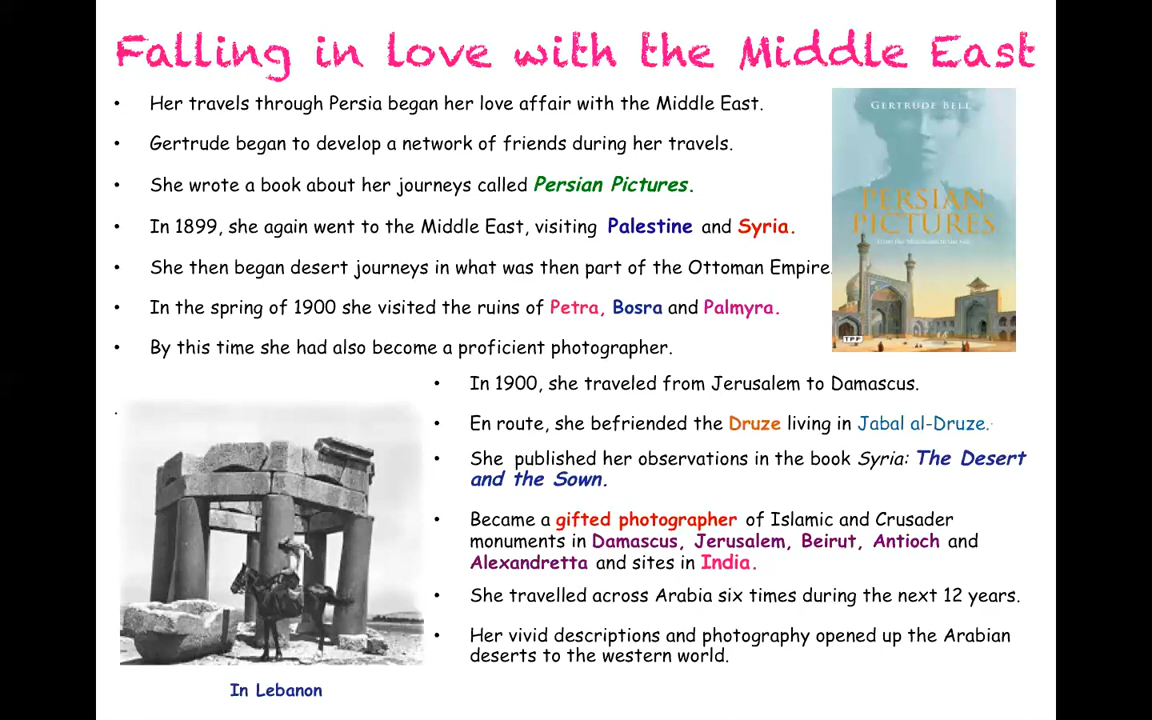 Falling in love with the Middle East
• Her travels through Persia began her love affair with the Middle East.
• Gertrude began to develop a network of friends during her travels.
• She wrote a book about her journeys called Persian Pictures.
• In 1899, she again went to the Middle East, visiting Palestine and Syria.
• She then began desert journeys in what was then part of the Ottoman Empire.
• In the spring of 1900 she visited the ruins of Petra, Bosra and Palmyra.
• By this time she had also become a proficient photographer.
GERTRUDE BELL
PERSIAN
PICTURES
• In 1900, she traveled from Jerusalem to Damascus.
• En route, she befriended the Druze living in Jabal al-Druze.
• She published her observations in the book Syria: The Desert
and the Sown.
• Became a gifted photographer of Islamic and Crusader
monuments in Damascus, Jerusalem, Beirut, Antioch and
Alexandretta and sites in India.
• She travelled across Arabia six times during the next 12 years.
• Her vivid descriptions and photography opened up the Arabian
deserts to the western world.
In Lebanon